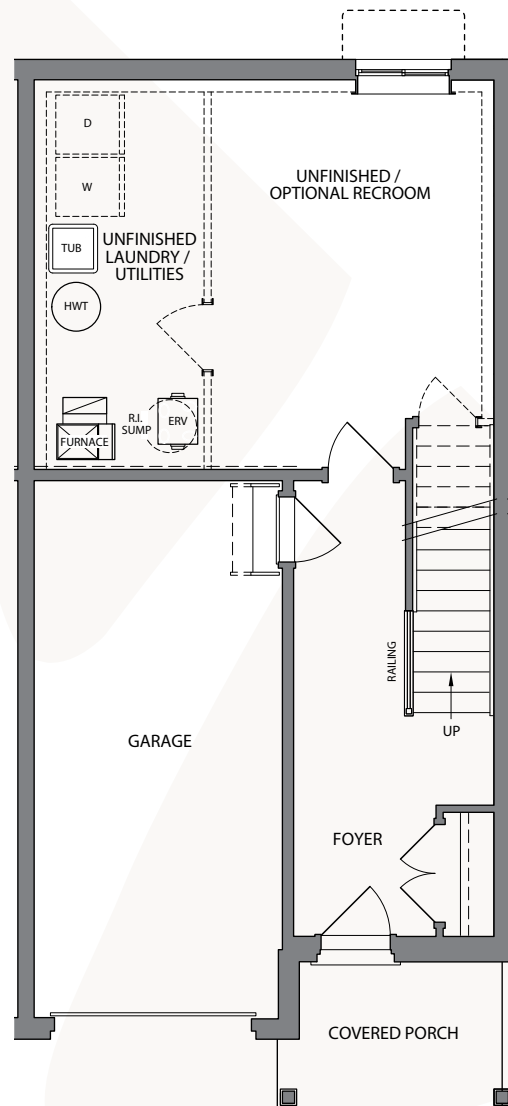 D
W
UNFINISHED /
OPTIONAL RECROOM
TUB
UNFINISHED
LAUNDRY /
UTILITIES
HWT
R.I.
SUMP
ERV
FURNACE
RAILING
UP
GARAGE
FOYER
COVERED PORCH